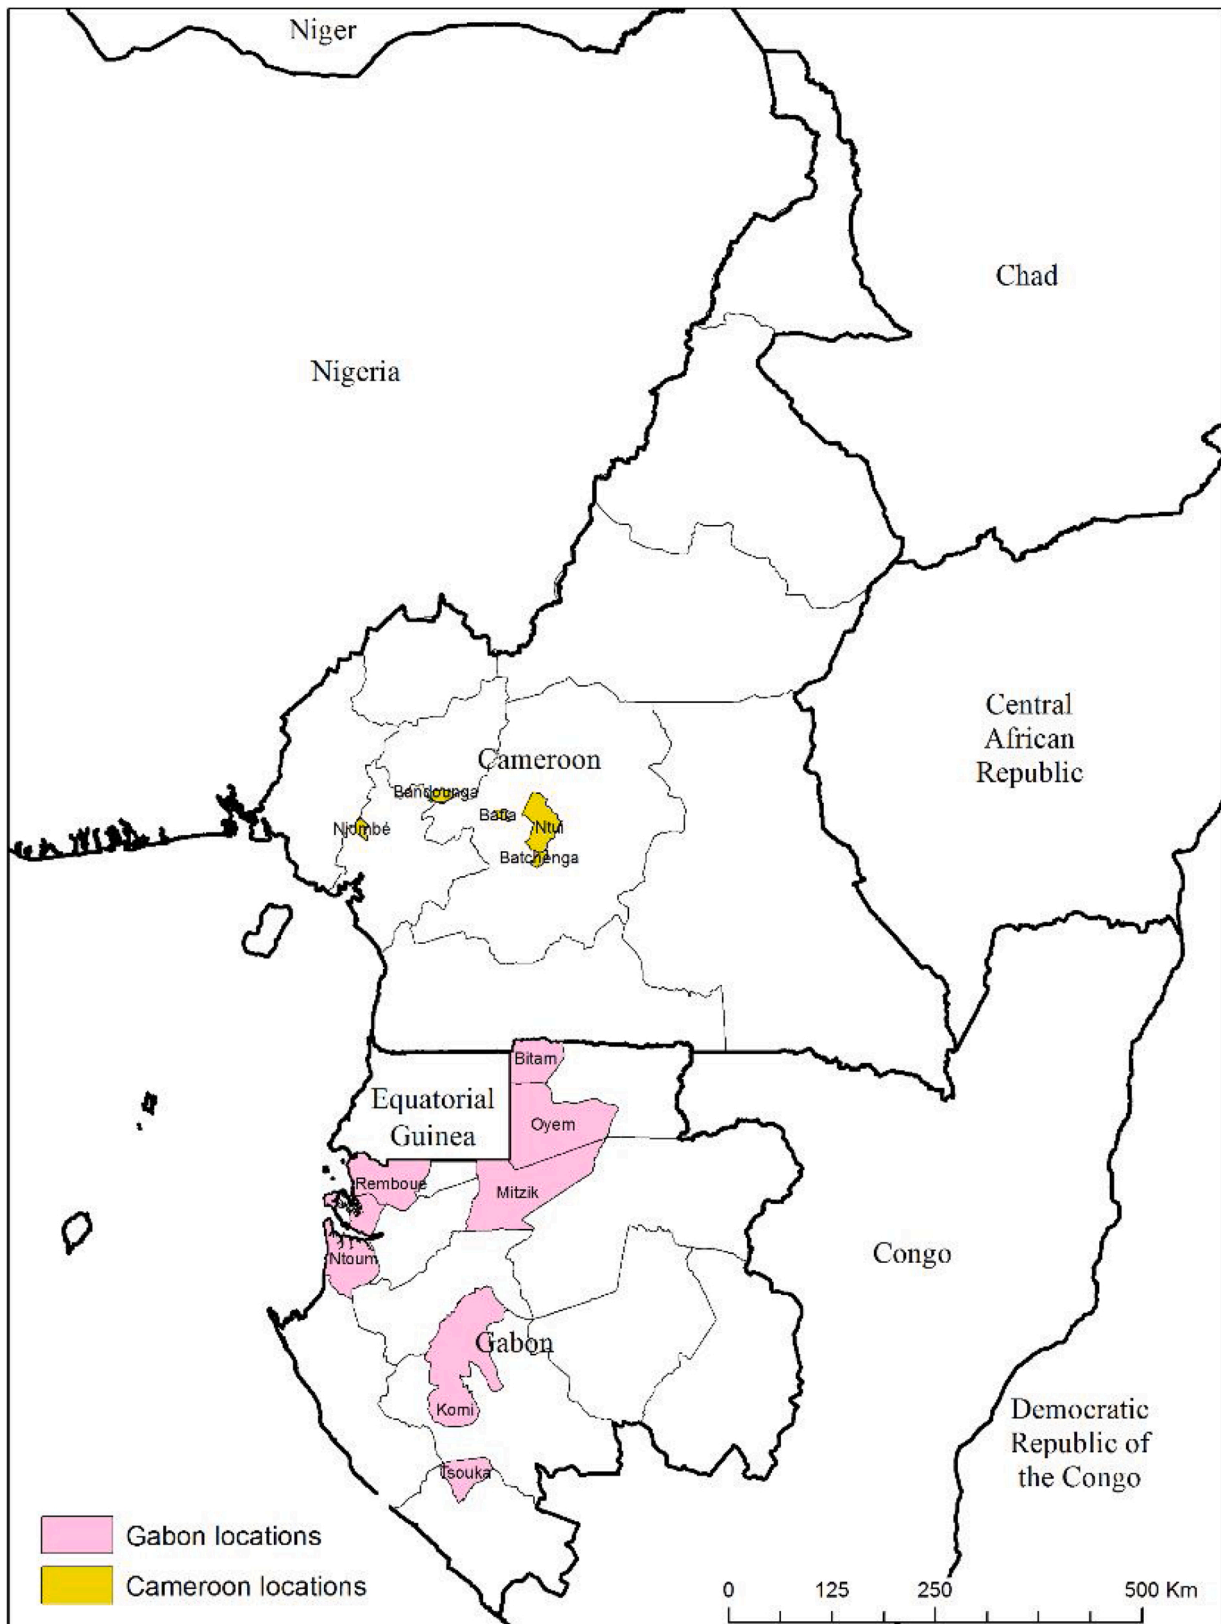 Niger
Chad
Nigeria
Central
African
Republic
Cameroon
Bandounga
Bafia
Njombé
Ntui
Batchenga
Bitam
Equatorial
Guinea
Oyem
Remboue
Mitzik
Ntoum
Congo
Gabon
Komi
Democratic
Republic of
the Congo
Tsouka
Gabon locations
Cameroon locations
0 125 250 500 Km